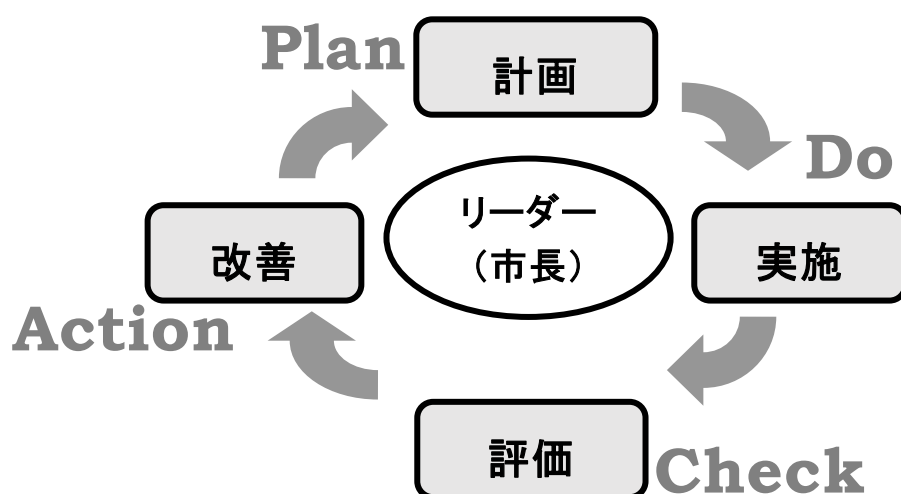 Plan
計画
Do
リーダー
（市長）
改善
実施
Action
評価
Check